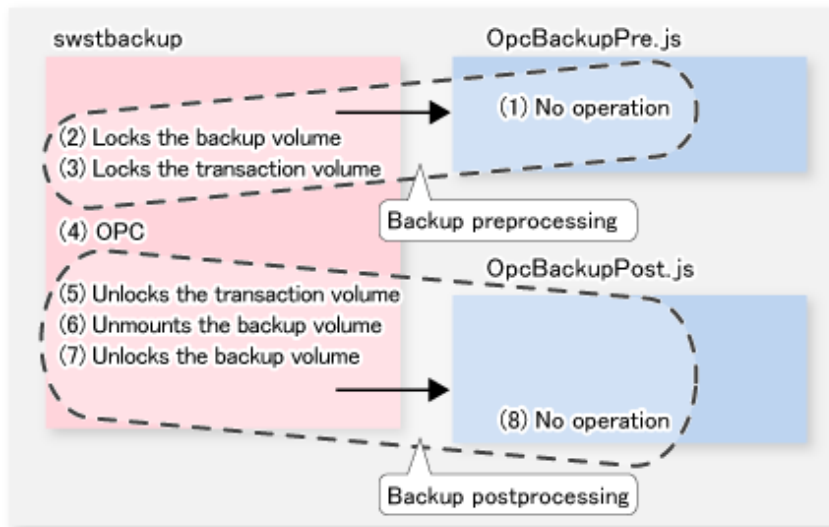 swstbackup
OpcBackupPre.js
(1) No operation
(2) Locks the backup volume
(3) Locks the transaction volume
Backup preprocessing
(4) OPC
OpcBackupPost.js
(5) Unlocks the transaction volume
(6) Unmounts the backup volume
(7) Unlocks the backup volume
(8) No operation
Backup postprocessing